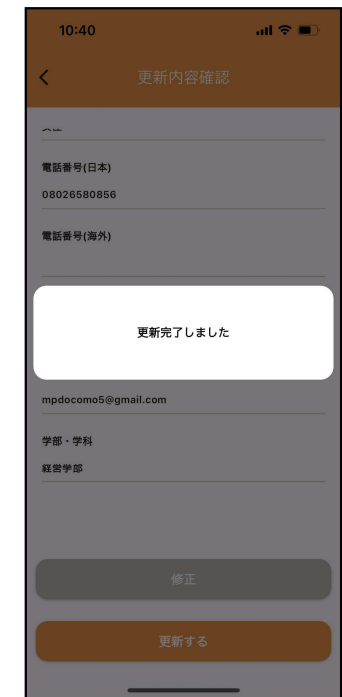 10:40
更新内容確認
電話番号(日本)
08026580856
電話番号(海外)
更新完了しました
mpdocomo5@gmail.com
学部・学科
経営学部
修正
更新する